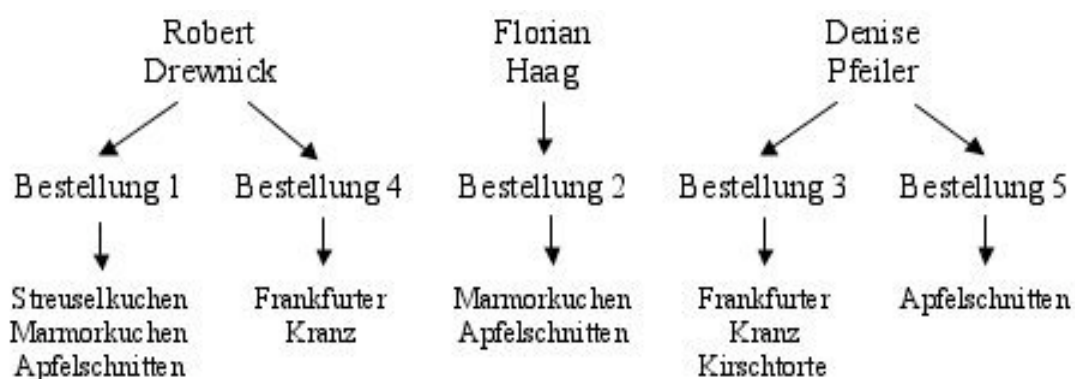 Robert
Drewnick
Florian
Haag
Denise
Pfeiler
Bestellung 1
Bestellung 4
Bestellung 2
Bestellung 3
Bestellung 5
Streuselkuchen
Marmorkuchen
Apfelschnitten
Frankfurter
Kranz
Marmorkuchen
Apfelschnitten
Frankfurter
Kranz
Kirschtorte
Apfelschnitten